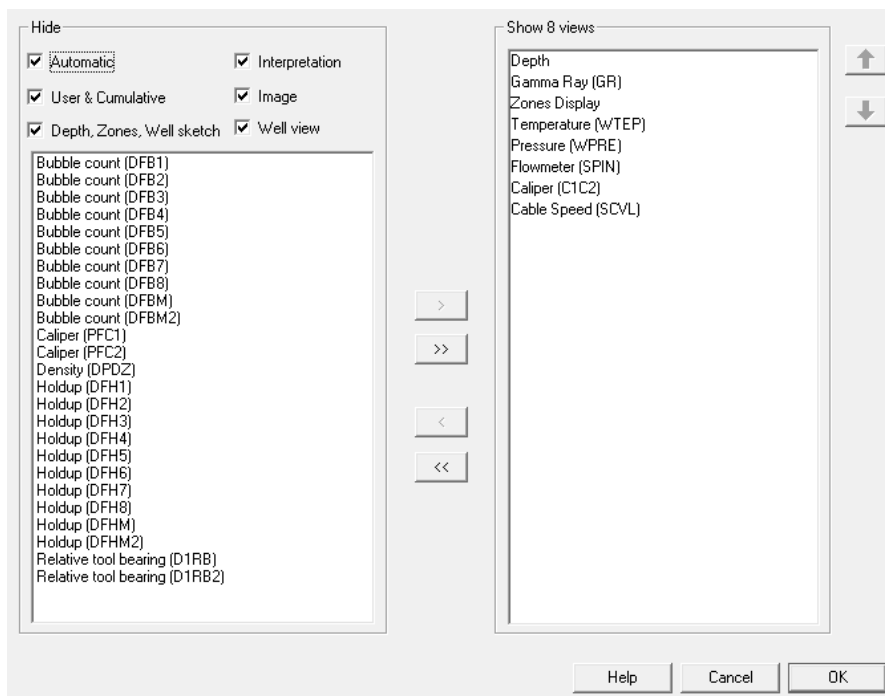 Hide
Automatic
Interpretation
User & Cumulative
Image
Depth, Zones, Well sketch
Well view
Bubble count (DFB1)
Bubble count (DFB2)
Bubble count (DFB3)
Bubble count (DFB4)
Bubble count (DFB5)
Bubble count (DFB6)
Bubble count (DFB7)
Bubble count (DFB8)
Bubble count (DFBM)
Bubble count (DFBM2)
Caliper (PFC1)
Caliper (PFC2)
Density (DPDZ)
Holdup (DFH1)
Holdup (DFH2)
Holdup (DFH3)
Holdup (DFH4)
Holdup (DFH5)
Holdup (DFH6)
Holdup (DFH7)
Holdup (DFH8)
Holdup (DFHM)
Holdup (DFHM2)
Relative tool bearing (D1RB)
Relative tool bearing (D1RB2)
>
>>
<
<<
Show 8 views
Depth
Gamma Ray (GR)
Zones Display
Temperature (WTEP)
Pressure (WPRE)
Flowmeter (SPIN)
Caliper (C1C2)
Cable Speed (SCVL)
Help
Cancel
OK